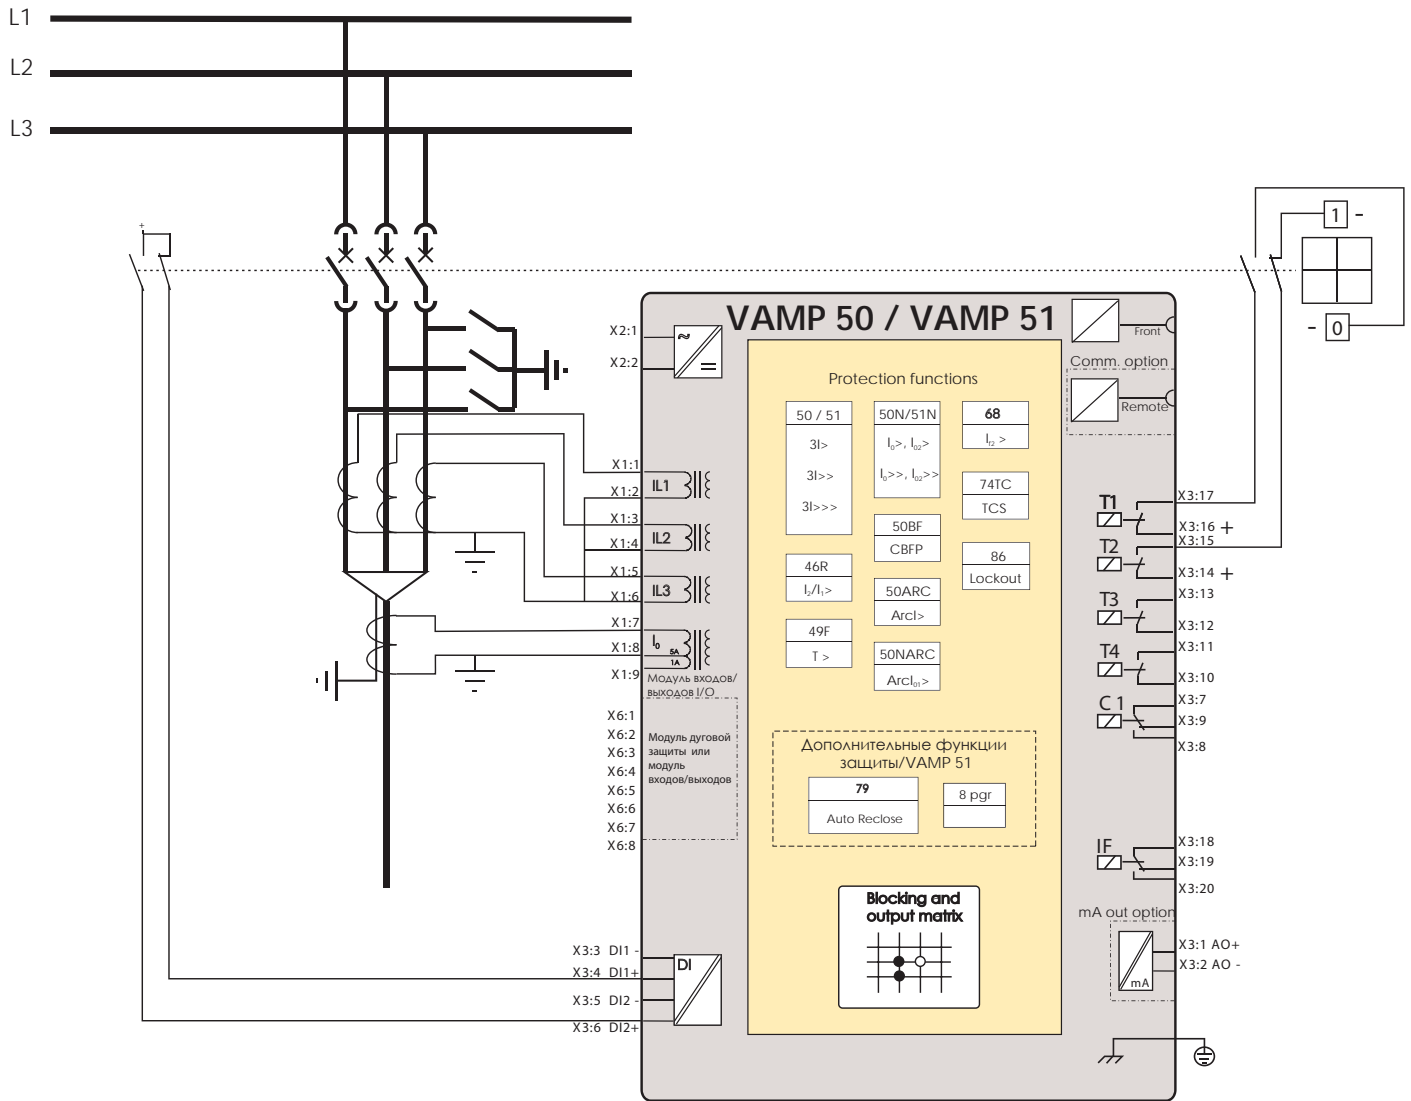 L1
L2
L3
+
1 -
- 0
VAMP 50 / VAMP 51
X2:1
X2:2
~
=
Front
Comm. option
Remote
Protection functions
50 / 51
3I>
3I>>
3I>>>
50N/51N
I0>, I02>
I0>>, I02>>
68
If2 >
74TC
TCS
50BF
CBFP
86
Lockout
46R
I2/I1>
50ARC
ArcI>
49F
T >
50NARC
ArcI01>
X1:1
X1:2
IL1
X1:3
X1:4
IL2
X1:5
X1:6
IL3
X1:7
X1:8
X1:9
I0
5A
1A
Модуль входов/
выходов I/O
X6:1
X6:2
X6:3
X6:4
X6:5
X6:6
X6:7
X6:8
Модуль дуговой
защиты или
модуль
входов/выходов
Дополнительные функции
защиты/VAMP 51
79
Auto Reclose
8 pgr
Blocking and
output matrix
T1
X3:17
X3:16 +
T2
X3:15
X3:14 +
T3
X3:13
X3:12
T4
X3:11
X3:10
C 1
X3:7
X3:9
X3:8
IF
X3:18
X3:19
X3:20
mA out option
mA
X3:1 AO+
X3:2 AO -
X3:3 DI1 -
X3:4 DI1+
X3:5 DI2 -
X3:6 DI2+
DI